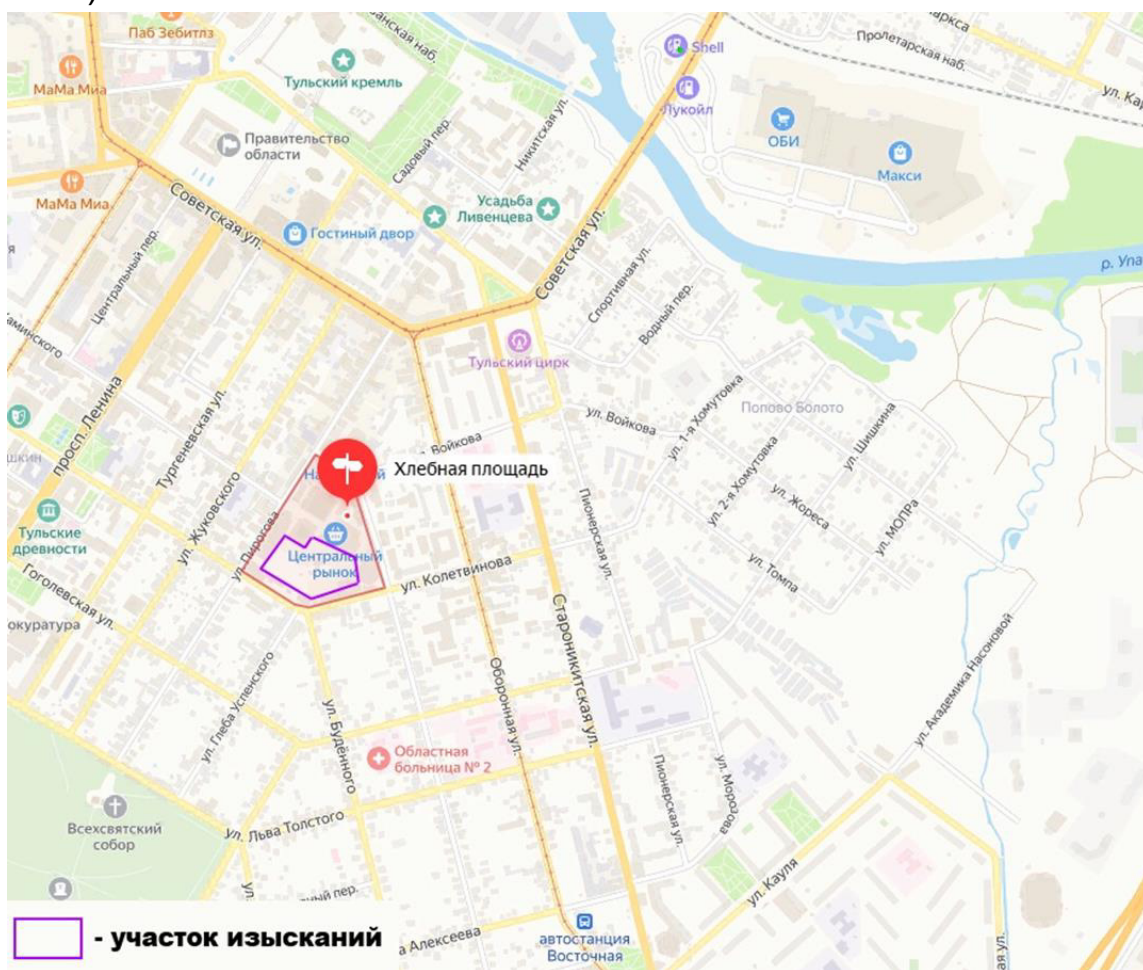 Паб Зебитлз
МаМа Миа
Тульский кремль
Shell
Лукойл
Пролетарская наб.
ОБИ
Макси
Правительство
области
Садовый пер.
Никитская ул.
МаМа Миа
Советская ул.
Усадьба
Ливенцева
Гостиный двор
Советская ул.
р. Упа
Центральный пер.
Спортивная ул.
Водный пер.
Тульский цирк
просп. Ленина
Тургеневская ул.
ул. Войкова
ул. 1-я Хомутовка
Попово Болото
ул. Шишкина
Войкова
Хлебная площадь
ул. Жуковского
ул. Пирогова
ул. 2-я Хомутовка
ул. Жореса
ул. МОПРа
Пионерская ул.
Тульские
древности
Центральный
рынок
ул. Колетвинова
ул. Томпа
Гоголевская ул.
Староникитская ул.
ул. Академика Насоновой
ул. Глеба Успенского
ул. Будённого
Оборонная ул.
Областная
больница № 2
Пионерская ул.
ул. Мороза
Всехсвятский
собор
ул. Льва Толстого
ул. Кауля
- участок изысканий
а Алексеева
автостанция
Восточная